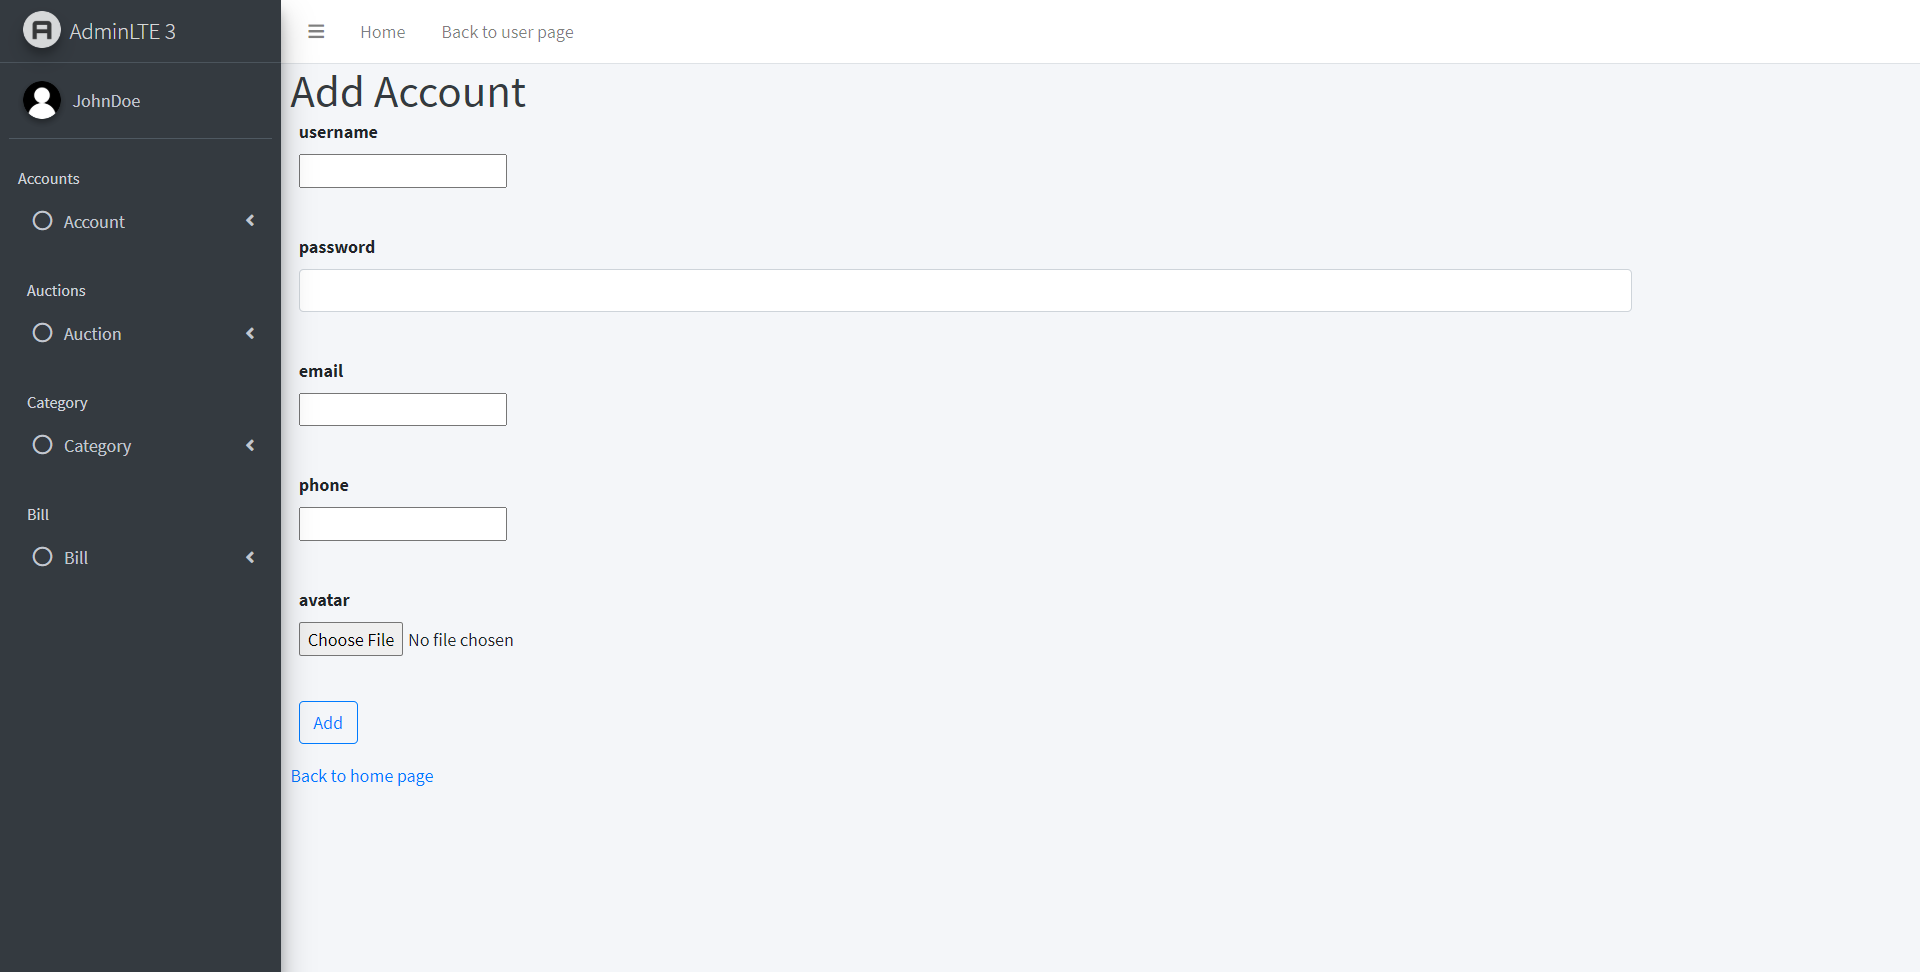 AdminLTE 3
JohnDoe
Accounts
Account
Auctions
Auction
Category
Category
Bill
Bill
Home
Back to user page
Add Account
username
password
email
phone
avatar
Choose File No file chosen
Add
Back to home page